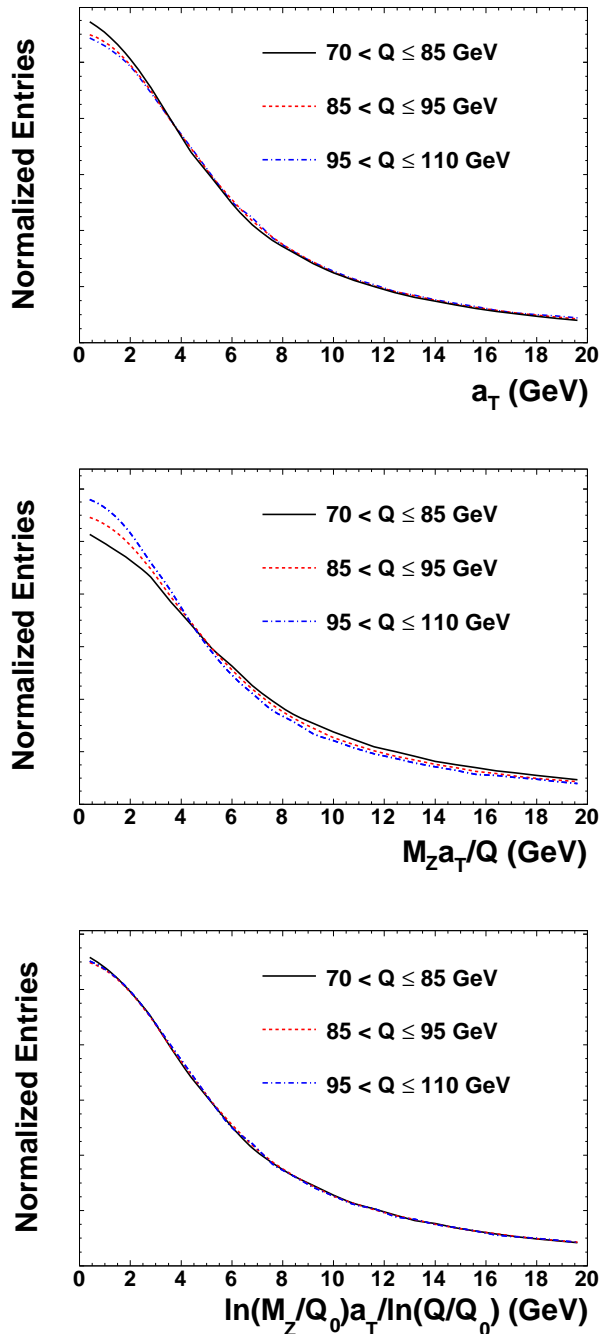 Normalized Entries
70 < Q ≤ 85 GeV
85 < Q ≤ 95 GeV
95 < Q ≤ 110 GeV
0 2 4 6 8 10 12 14 16 18 20
a_T (GeV)
Normalized Entries
70 < Q ≤ 85 GeV
85 < Q ≤ 95 GeV
95 < Q ≤ 110 GeV
0 2 4 6 8 10 12 14 16 18 20
M_Z a_T/Q (GeV)
Normalized Entries
70 < Q ≤ 85 GeV
85 < Q ≤ 95 GeV
95 < Q ≤ 110 GeV
0 2 4 6 8 10 12 14 16 18 20
ln(M_Z/Q_0)a_T/ln(Q/Q_0) (GeV)